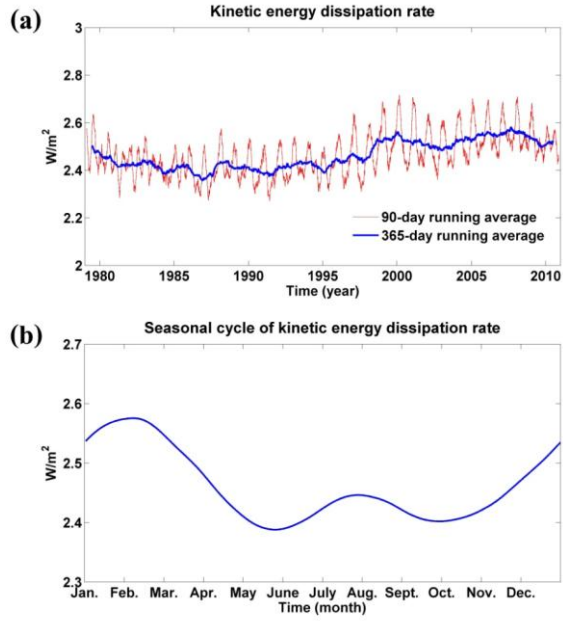 (a)
Kinetic energy dissipation rate
3
2.8
2.6
2.4
2.2
2
W/m²
90-day running average
365-day running average
1980 1985 1990 1995 2000 2005 2010
Time (year)
(b)
Seasonal cycle of kinetic energy dissipation rate
2.7
2.6
2.5
2.4
2.3
W/m²
Jan. Feb. Mar. Apr. May June July Aug. Sept. Oct. Nov. Dec.
Time (month)